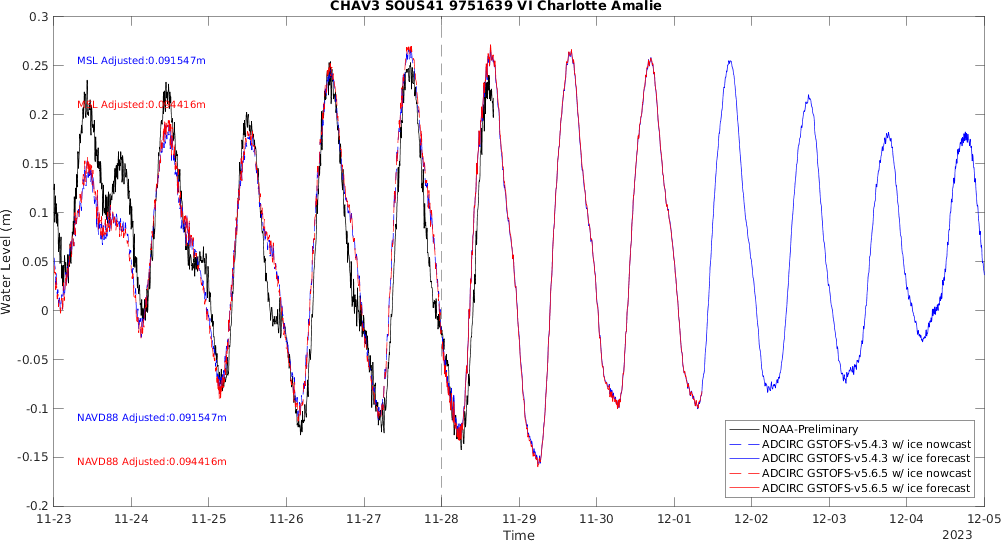 CHAV3 SOUS41 9751639 VI Charlotte Amalie
0.3
0.25
0.2
0.15
0.1
0.05
0
-0.05
-0.1
-0.15
-0.2
Water Level (m)
MSL Adjusted:0.091547m
MSL Adjusted:0.094416m
NAVD88 Adjusted:0.091547m
NAVD88 Adjusted:0.094416m
NOAA-Preliminary
ADCIRC GSTOFS-v5.4.3 w/ ice nowcast
ADCIRC GSTOFS-v5.4.3 w/ ice forecast
ADCIRC GSTOFS-v5.6.5 w/ ice nowcast
ADCIRC GSTOFS-v5.6.5 w/ ice forecast
11-23 11-24 11-25 11-26 11-27 11-28 11-29 11-30 12-01 12-02 12-03 12-04 12-05
Time
2023